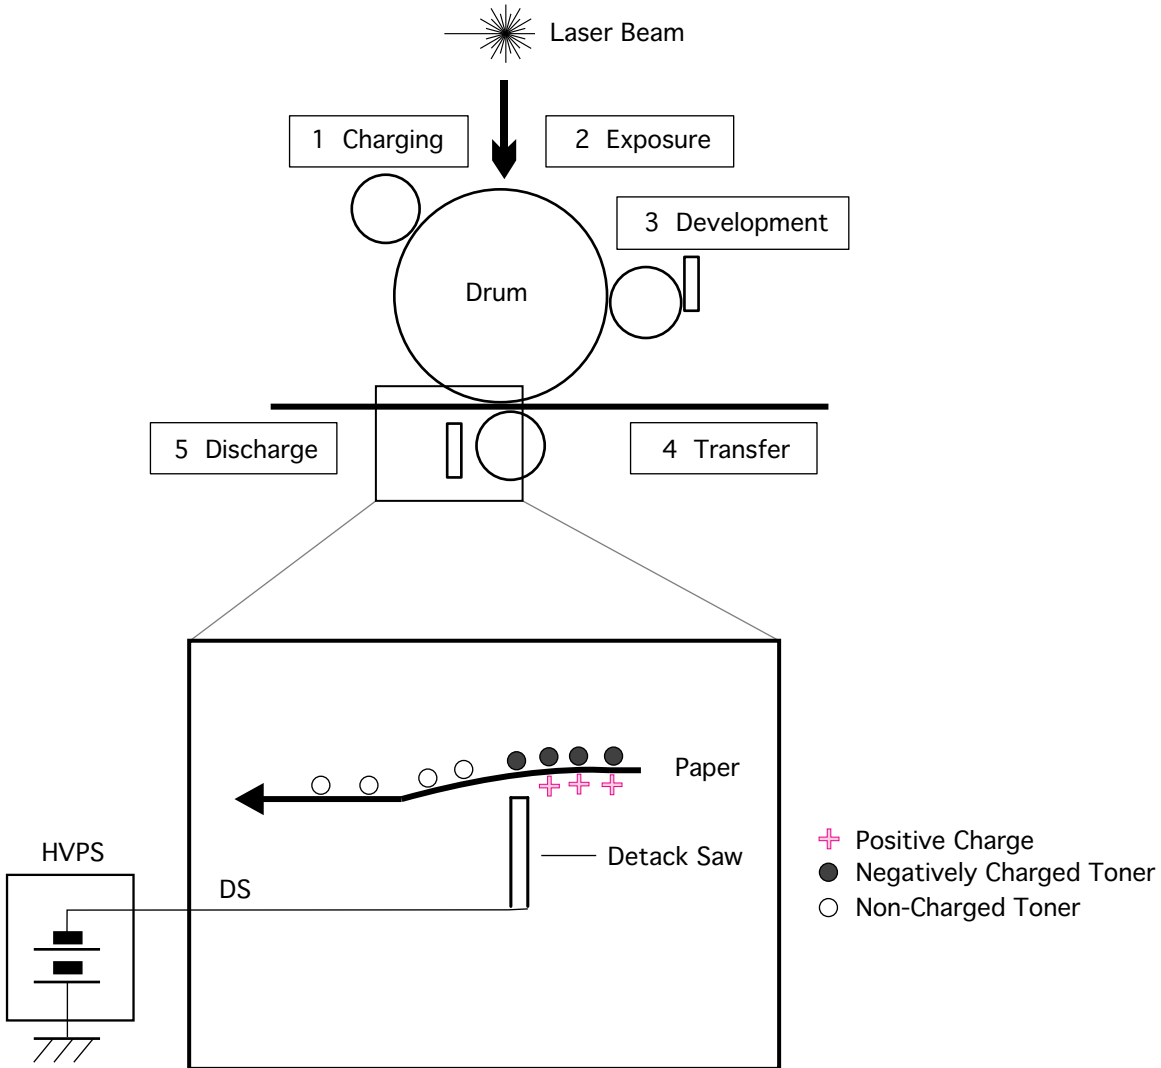 Laser Beam
1 Charging
2 Exposure
3 Development
Drum
5 Discharge
4 Transfer
Paper
HVPS
DS
Detack Saw
Positive Charge
Negatively Charged Toner
Non-Charged Toner